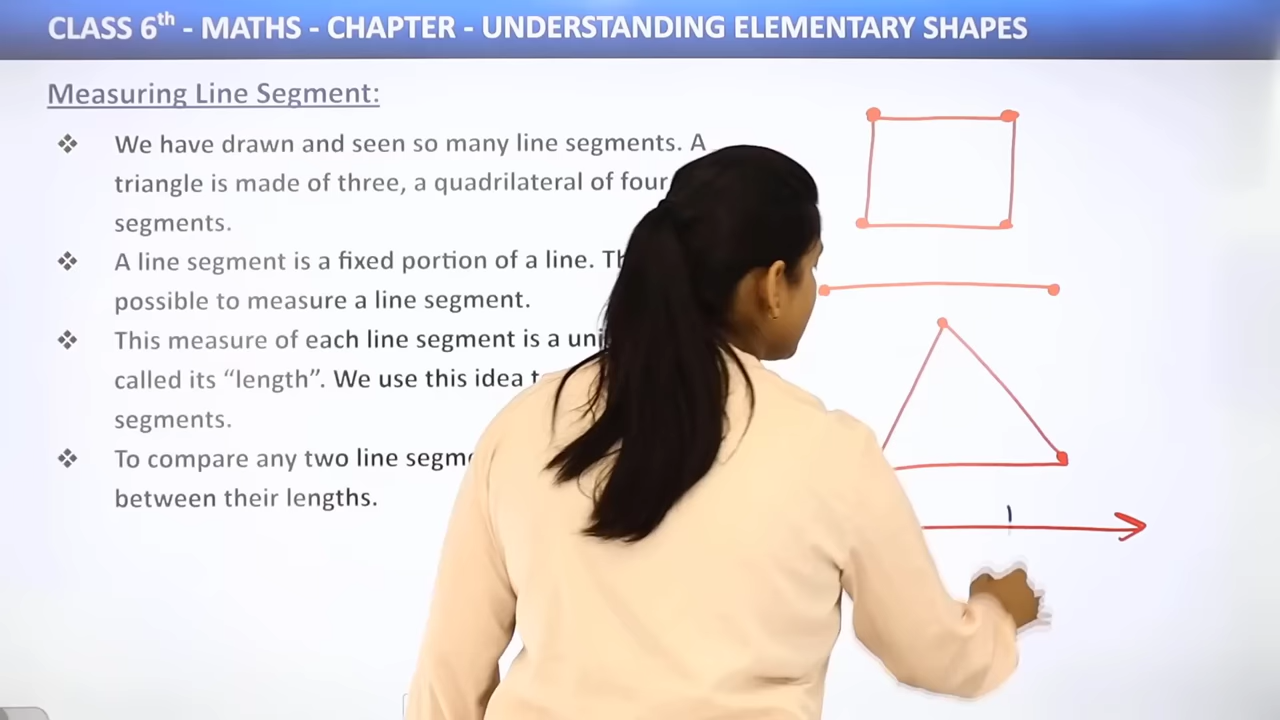 CLASS 6th - MATHS - CHAPTER - UNDERSTANDING ELEMENTARY SHAPES
Measuring Line Segment:
❖ We have drawn and seen so many line segments. A
triangle is made of three, a quadrilateral of four
segments.
❖ A line segment is a fixed portion of a line.
possible to measure a line segment.
❖ This measure of each line segment is a
called its “length”. We use this idea
segments.
❖ To compare any two line
between their lengths.